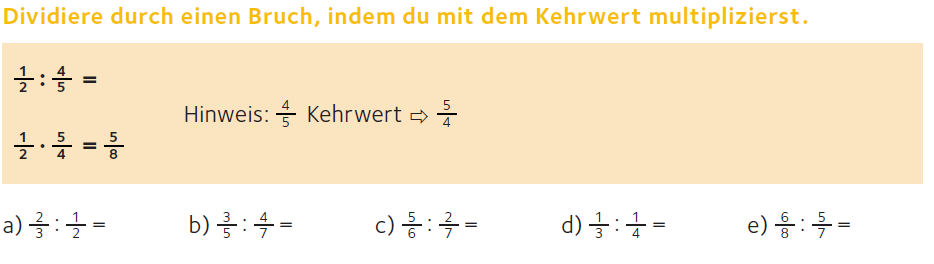 Dividiere durch einen Bruch, indem du mit dem Kehrwert multiplizierst.
1/2 : 4/5 =
Hinweis: 4/5 Kehrwert ⇨ 5/4
1/2 · 5/4 = 5/8
a) 2/3 : 1/2 = b) 3/5 : 4/7 = c) 5/6 : 2/7 = d) 1/3 : 1/4 = e) 6/8 : 5/7 =